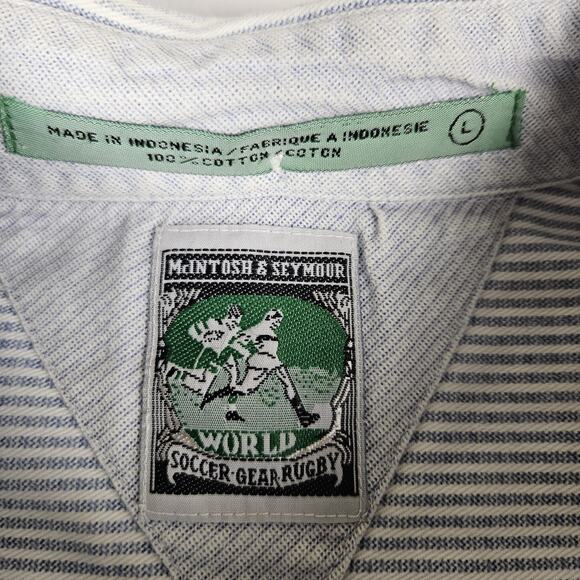 MADE IN INDONESIA / FABRIQUE A INDONESIE
100% COTTON / COTON
L
McINTOSH & SEYMOUR
WORLD
SOCCER-GEAR RUGBY